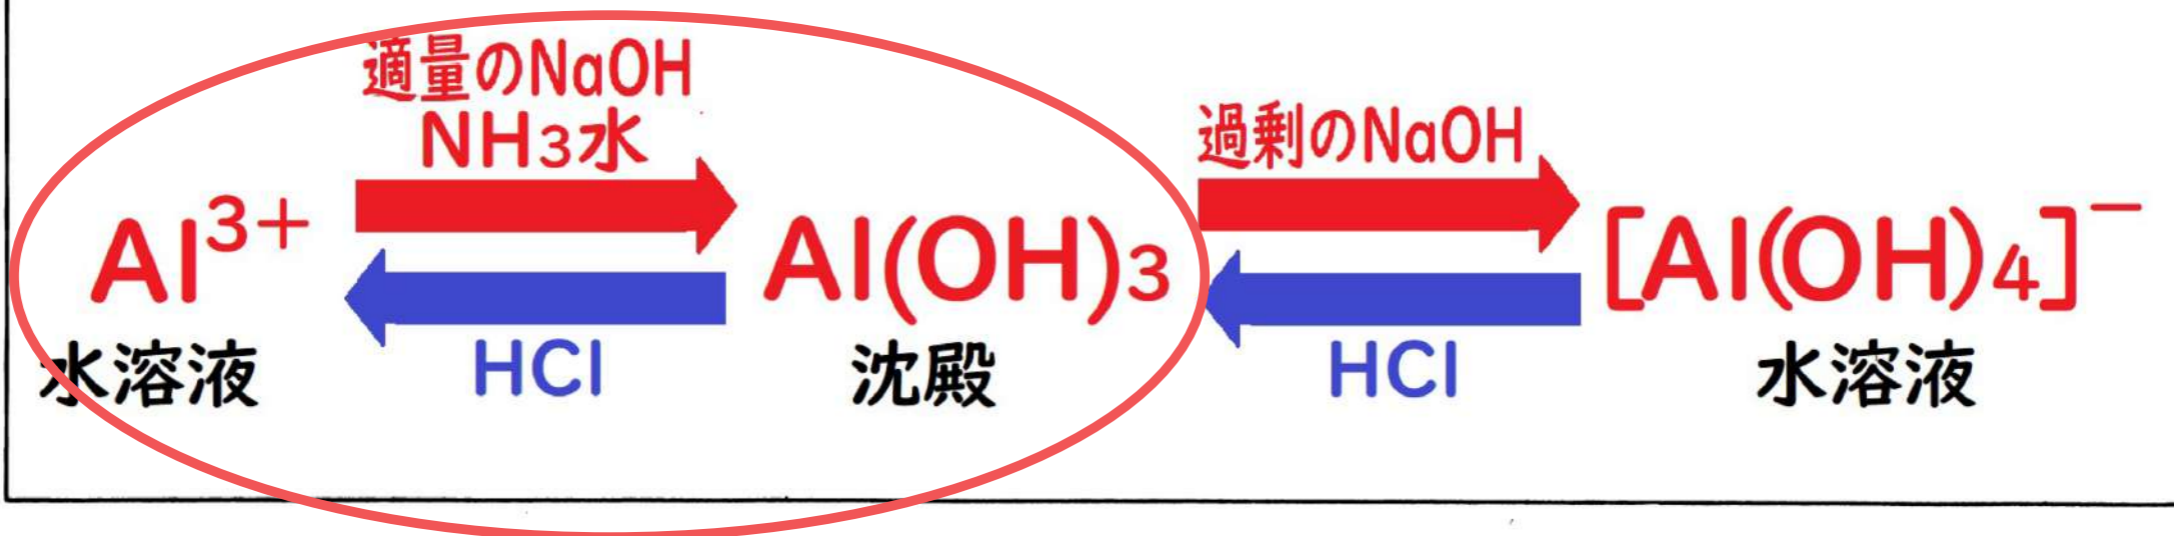 適量のNaOH
NH3水
過剰のNaOH
Al3+
Al(OH)3
[Al(OH)4]−
HCl
HCl
水溶液
沈殿
水溶液